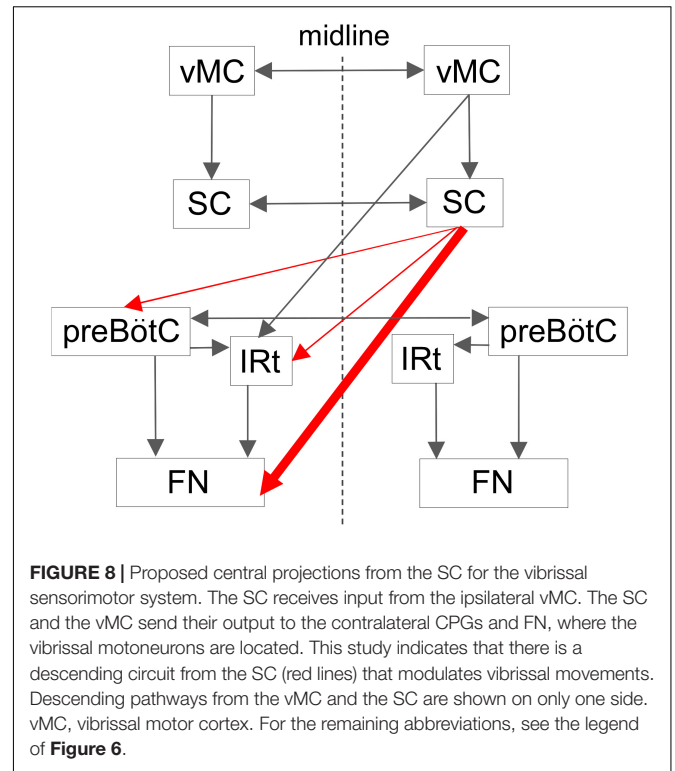 midline
vMC vMC
SC SC
preBötC preBötC
IRt IRt
FN FN
FIGURE 8 | Proposed central projections from the SC for the vibrissal
sensorimotor system. The SC receives input from the ipsilateral vMC. The SC
and the vMC send their output to the contralateral CPGs and FN, where the
vibrissal motoneurons are located. This study indicates that there is a
descending circuit from the SC (red lines) that modulates vibrissal movements.
Descending pathways from the vMC and the SC are shown on only one side.
vMC, vibrissal motor cortex. For the remaining abbreviations, see the legend
of Figure 6.